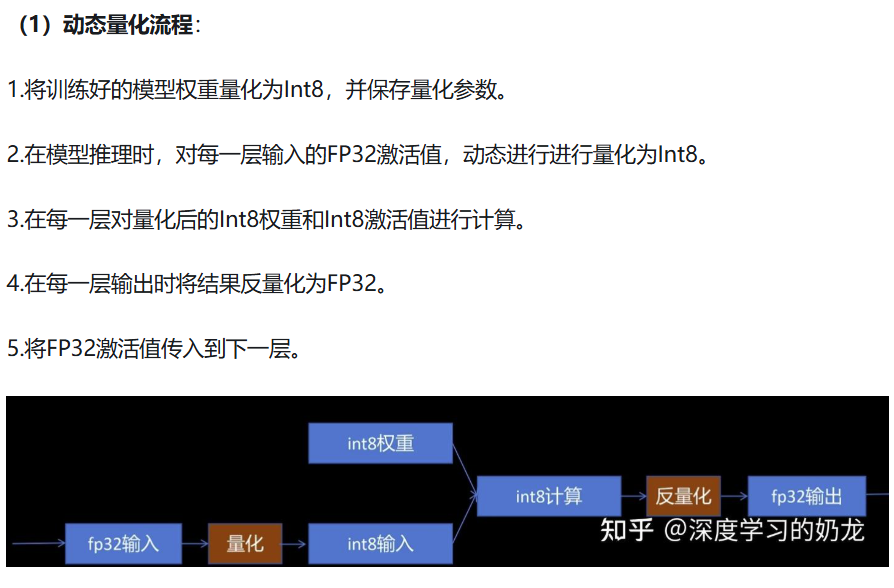 （1）动态量化流程：
1.将训练好的模型权重量化为Int8，并保存量化参数。
2.在模型推理时，对每一层输入的FP32激活值，动态进行进行量化为Int8。
3.在每一层对量化后的Int8权重和Int8激活值进行计算。
4.在每一层输出时将结果反量化为FP32。
5.将FP32激活值传入到下一层。
int8权重
int8计算
反量化
fp32输出
fp32输入
量化
int8输入
知乎 @深度学习的奶龙